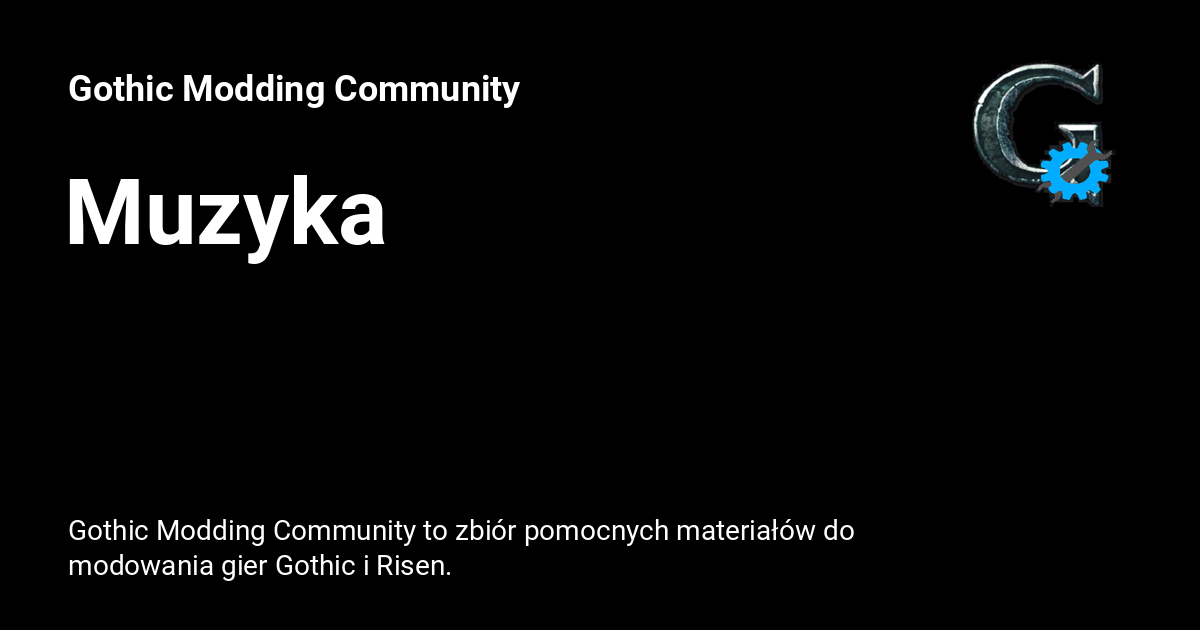 Gothic Modding Community
Muzyka
Gothic Modding Community to zbiór pomocnych materiałów do
modowania gier Gothic i Risen.